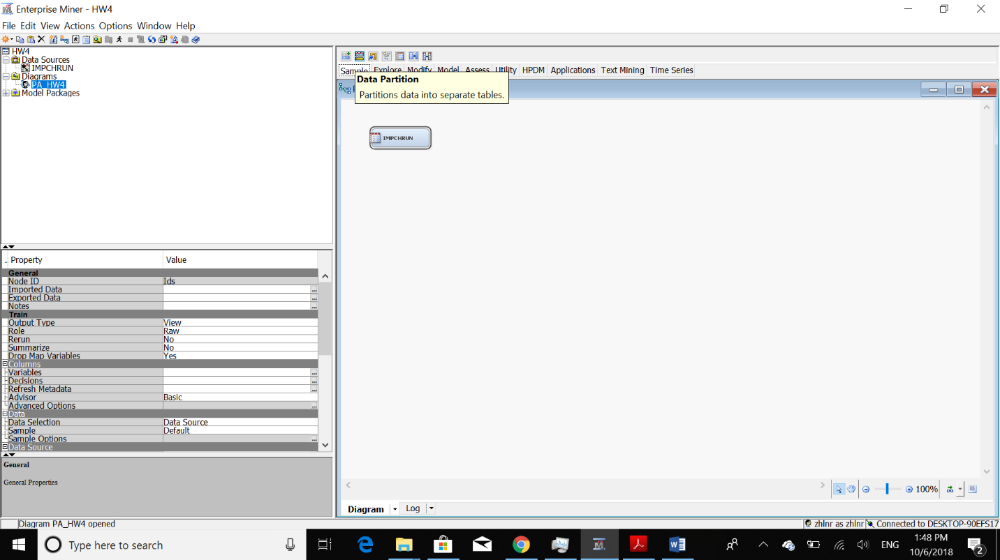 Enterprise Miner - HW4
File Edit View Actions Options Window Help
HW4
Data Sources
IMPCHRUN
Diagrams
PA_HW4
Model Packages
Sample Explore Modify Model Assess Utility HPDM Applications Text Mining Time Series
Data Partition
Partitions data into separate tables.
IMPCHRUN
.. Property Value
General
Node ID Ids
Imported Data ...
Exported Data ...
Notes ...
Train
Output Type View
Role Raw
Rerun No
Summarize No
Drop Map Variables Yes
Columns
Variables ...
Decisions ...
Refresh Metadata ...
Advisor Basic
Advanced Options ...
Data
Data Selection Data Source
Sample Default
Sample Options ...
Data Source
General
General Properties
100%
Diagram Log
Diagram PA_HW4 opened
zhlnr as zhlnr Connected to DESKTOP-90EFS17
Type here to search
ENG
1:48 PM
10/6/2018
2